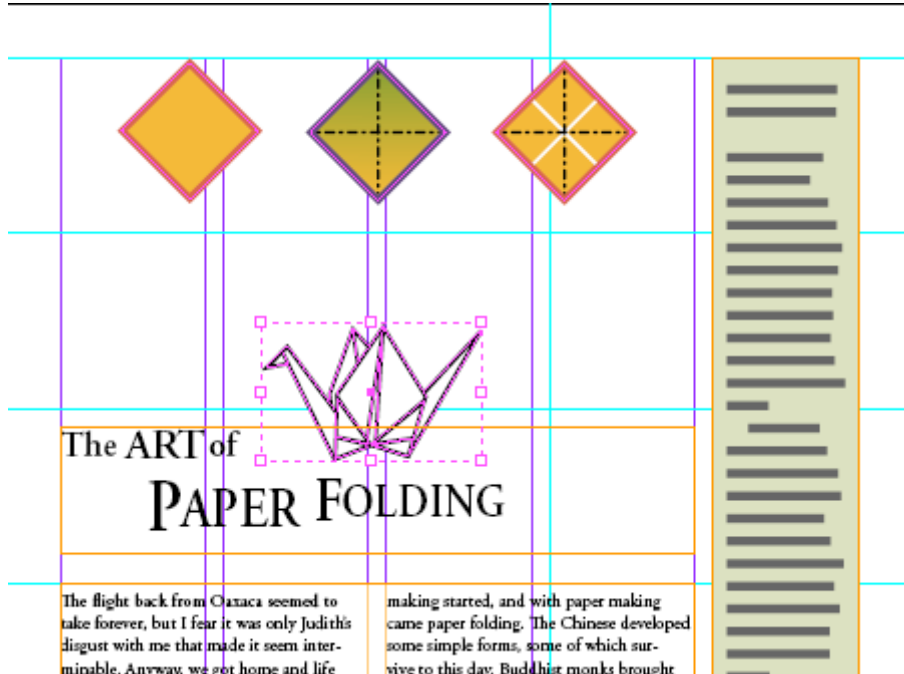 The ART of
PAPER FOLDING
The flight back from Oaxaca seemed to
take forever, but I fear it was only Judith's
disgust with me that made it seem inter-
minable. Anyway, we got home and life
making started, and with paper making
came paper folding. The Chinese developed
some simple forms, some of which sur-
vive to this day. Buddhist monks brought